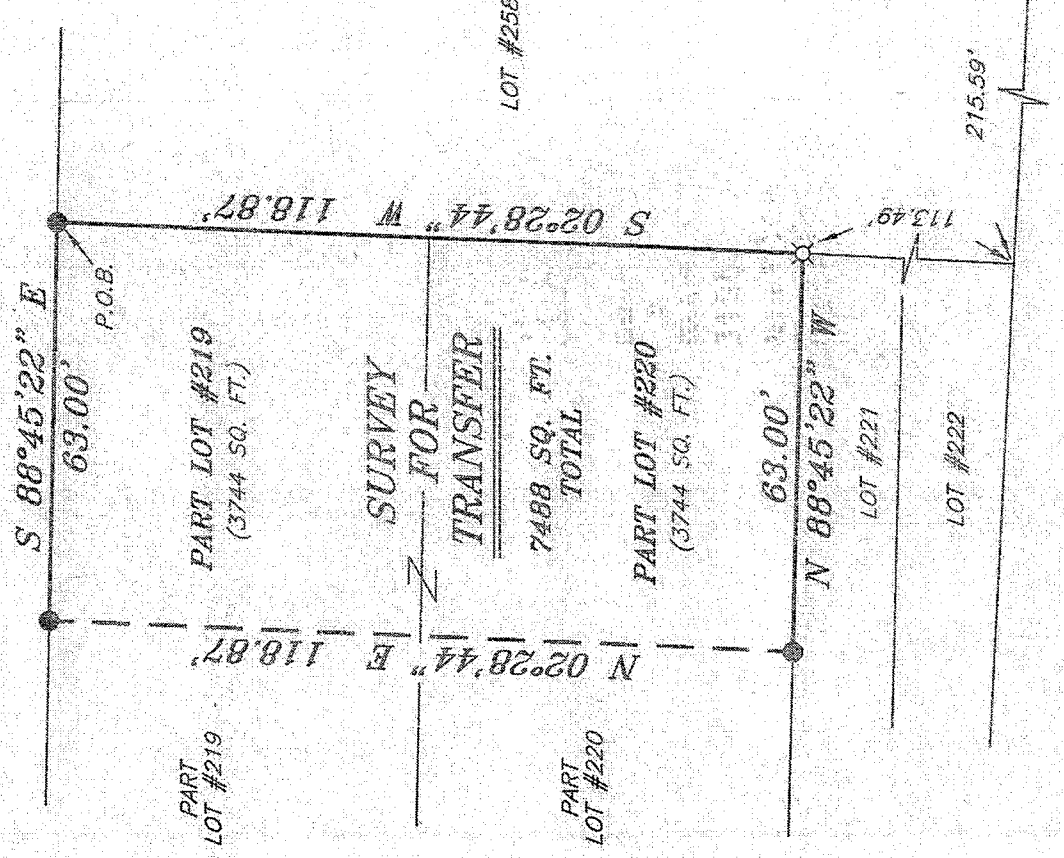 LOT #258
215.59'
S 02°28'44" W 118.87'
113.49'
P.O.B.
S 88°45'22" E
63.00'
PART LOT #219
(3744 SQ. FT.)
SURVEY
FOR
TRANSFER
7488 SQ. FT.
TOTAL
PART LOT #220
(3744 SQ. FT.)
63.00'
N 88°45'22" W
LOT #221
LOT #222
N 02°28'44" E 118.87'
PART
LOT #219
PART
LOT #220